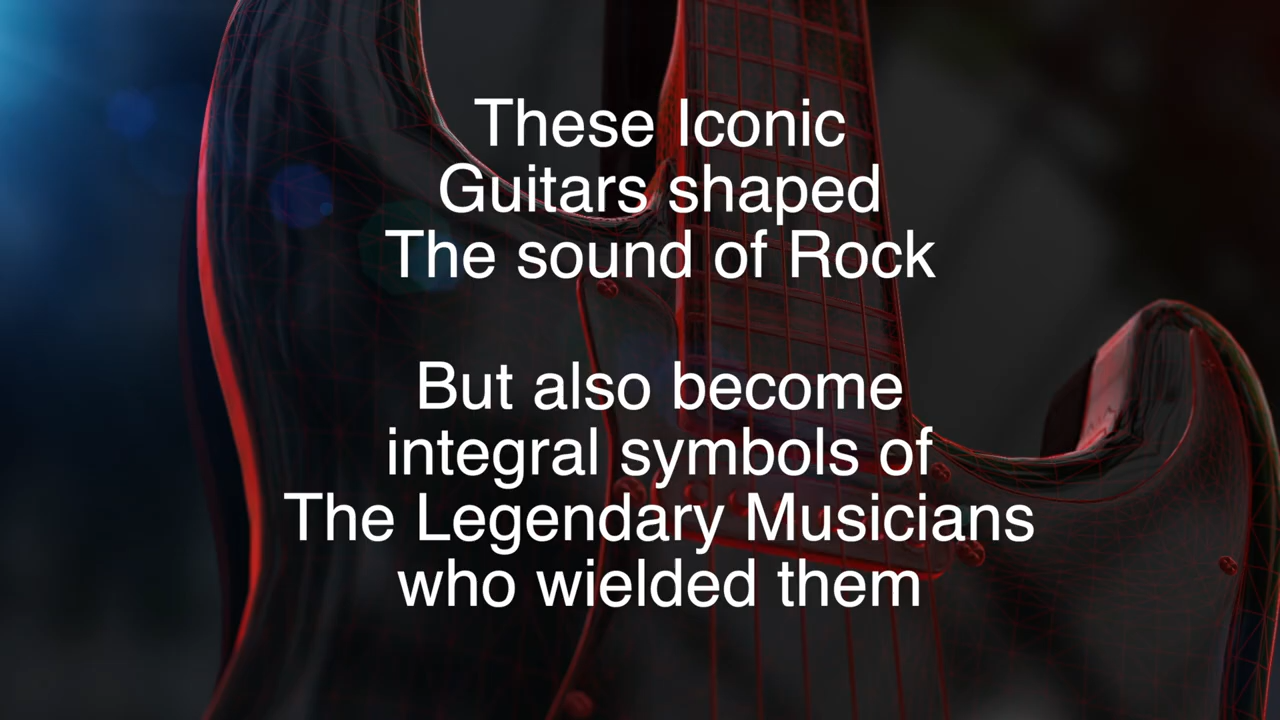 These Iconic
Guitars shaped
The sound of Rock
But also become
integral symbols of
The Legendary Musicians
who wielded them